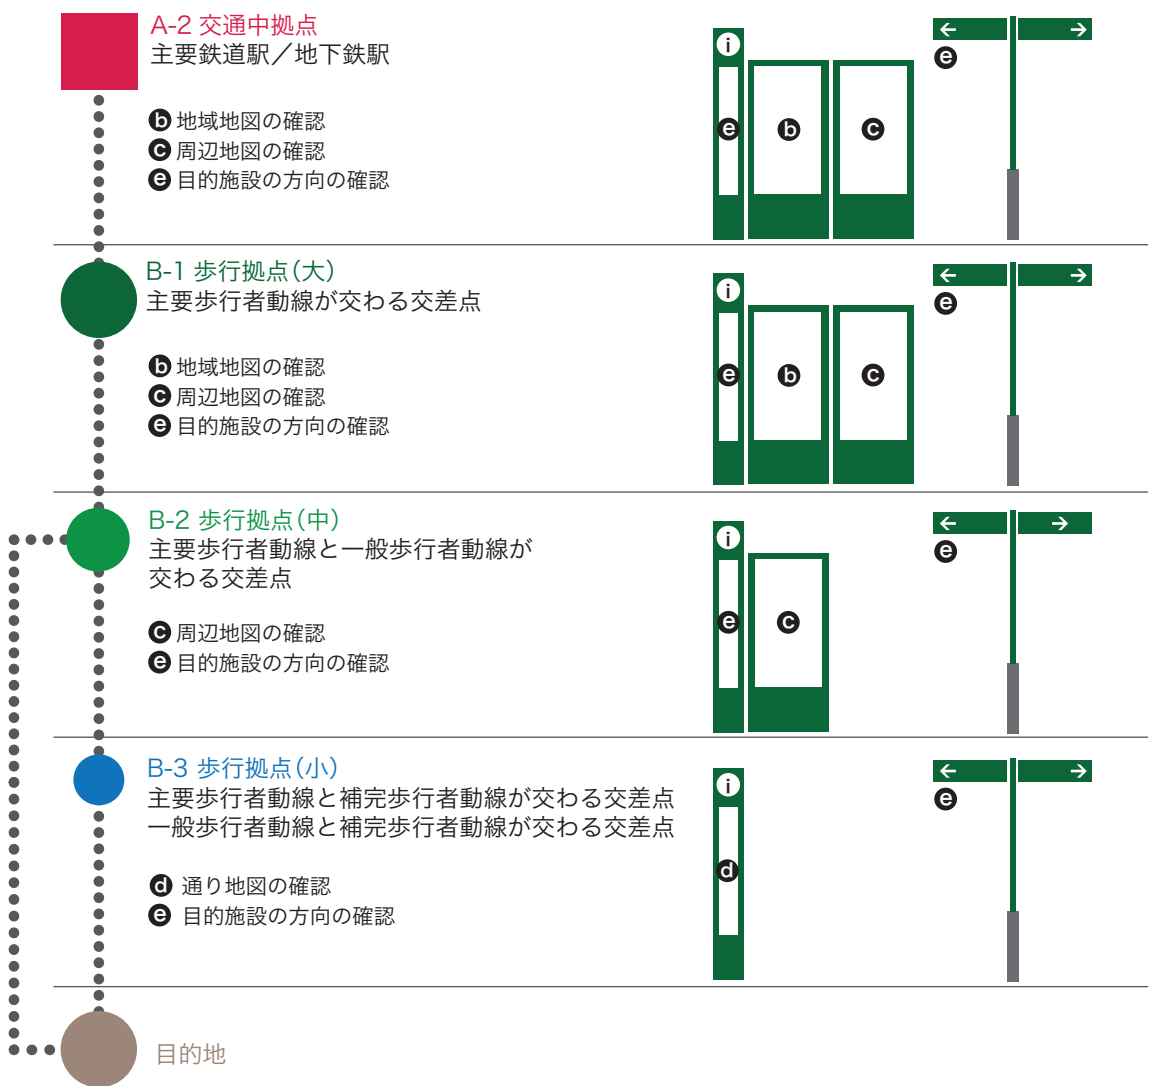 A-2 交通中拠点
主要鉄道駅／地下鉄駅
b 地域地図の確認
c 周辺地図の確認
e 目的施設の方向の確認
i
e
b
c
← →
e
B-1 歩行拠点（大）
主要歩行者動線が交わる交差点
b 地域地図の確認
c 周辺地図の確認
e 目的施設の方向の確認
i
e
b
c
← →
e
B-2 歩行拠点（中）
主要歩行者動線と一般歩行者動線が
交わる交差点
c 周辺地図の確認
e 目的施設の方向の確認
i
e
c
← →
e
B-3 歩行拠点（小）
主要歩行者動線と補完歩行者動線が交わる交差点
一般歩行者動線と補完歩行者動線が交わる交差点
d 通り地図の確認
e 目的施設の方向の確認
i
d
← →
e
目的地